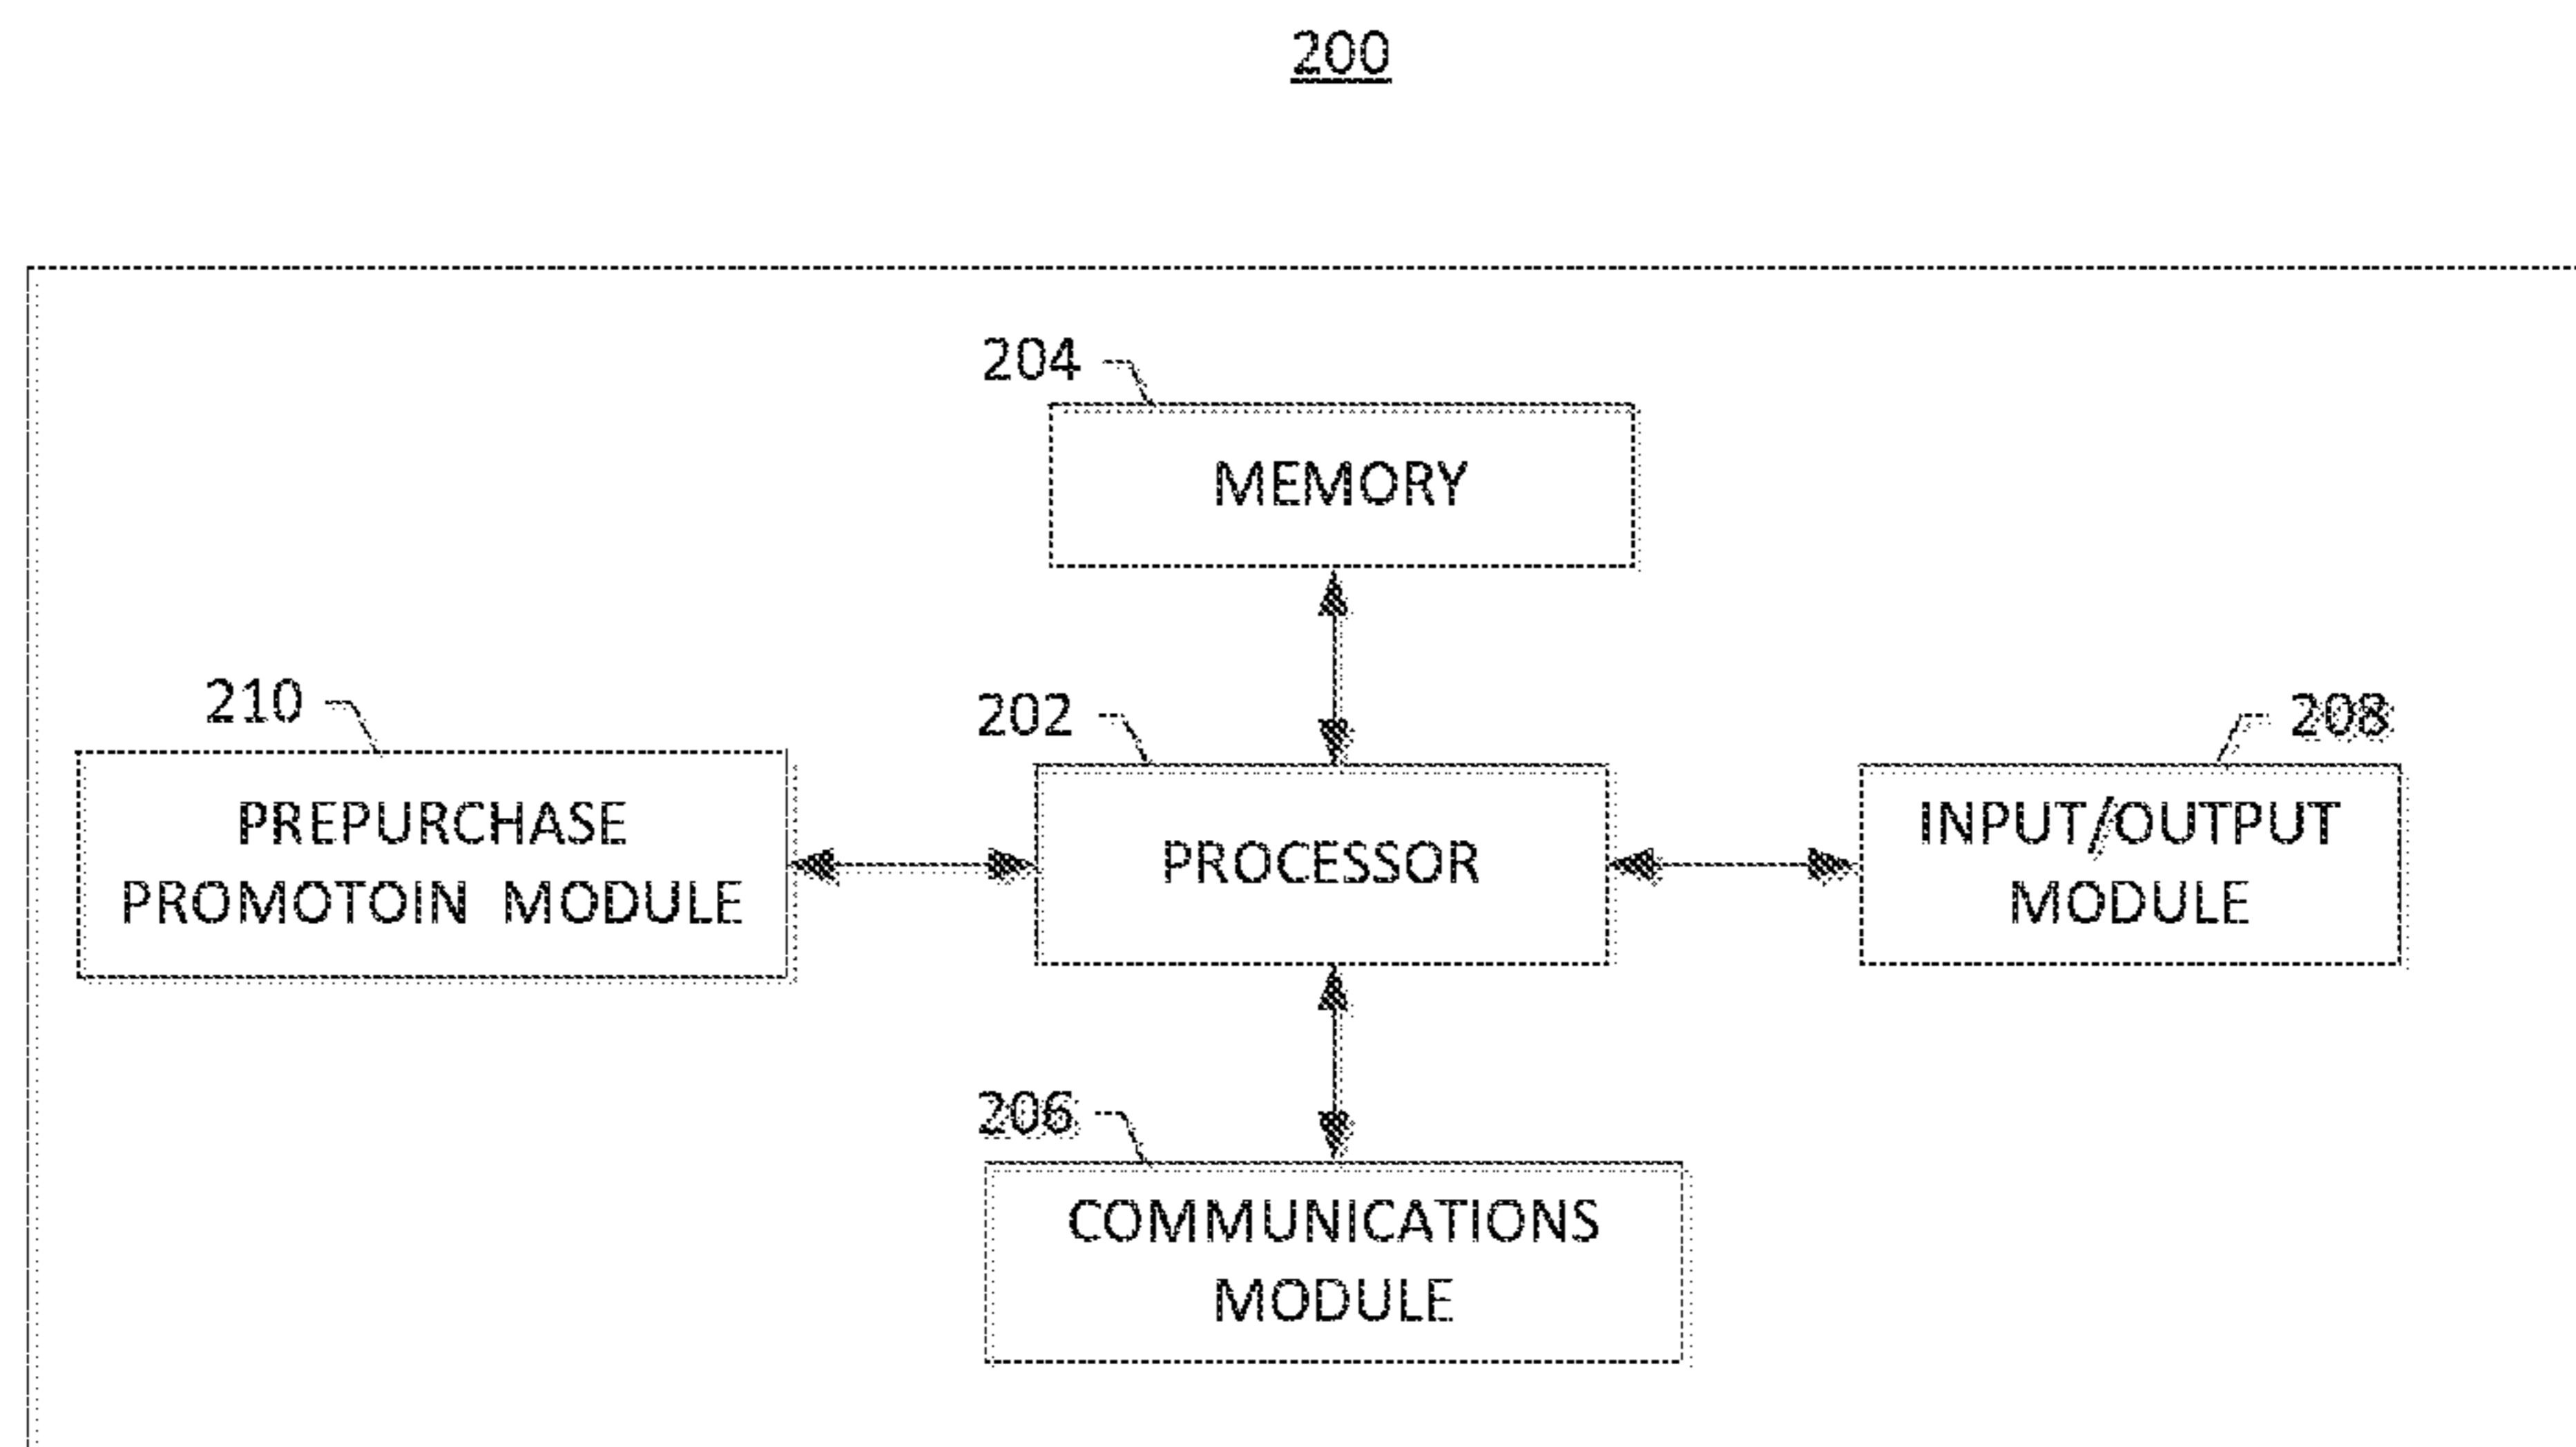 200
204
MEMORY
210
202
208
PREPURCHASE
PROMOTOIN MODULE
PROCESSOR
INPUT/OUTPUT
MODULE
206
COMMUNICATIONS
MODULE